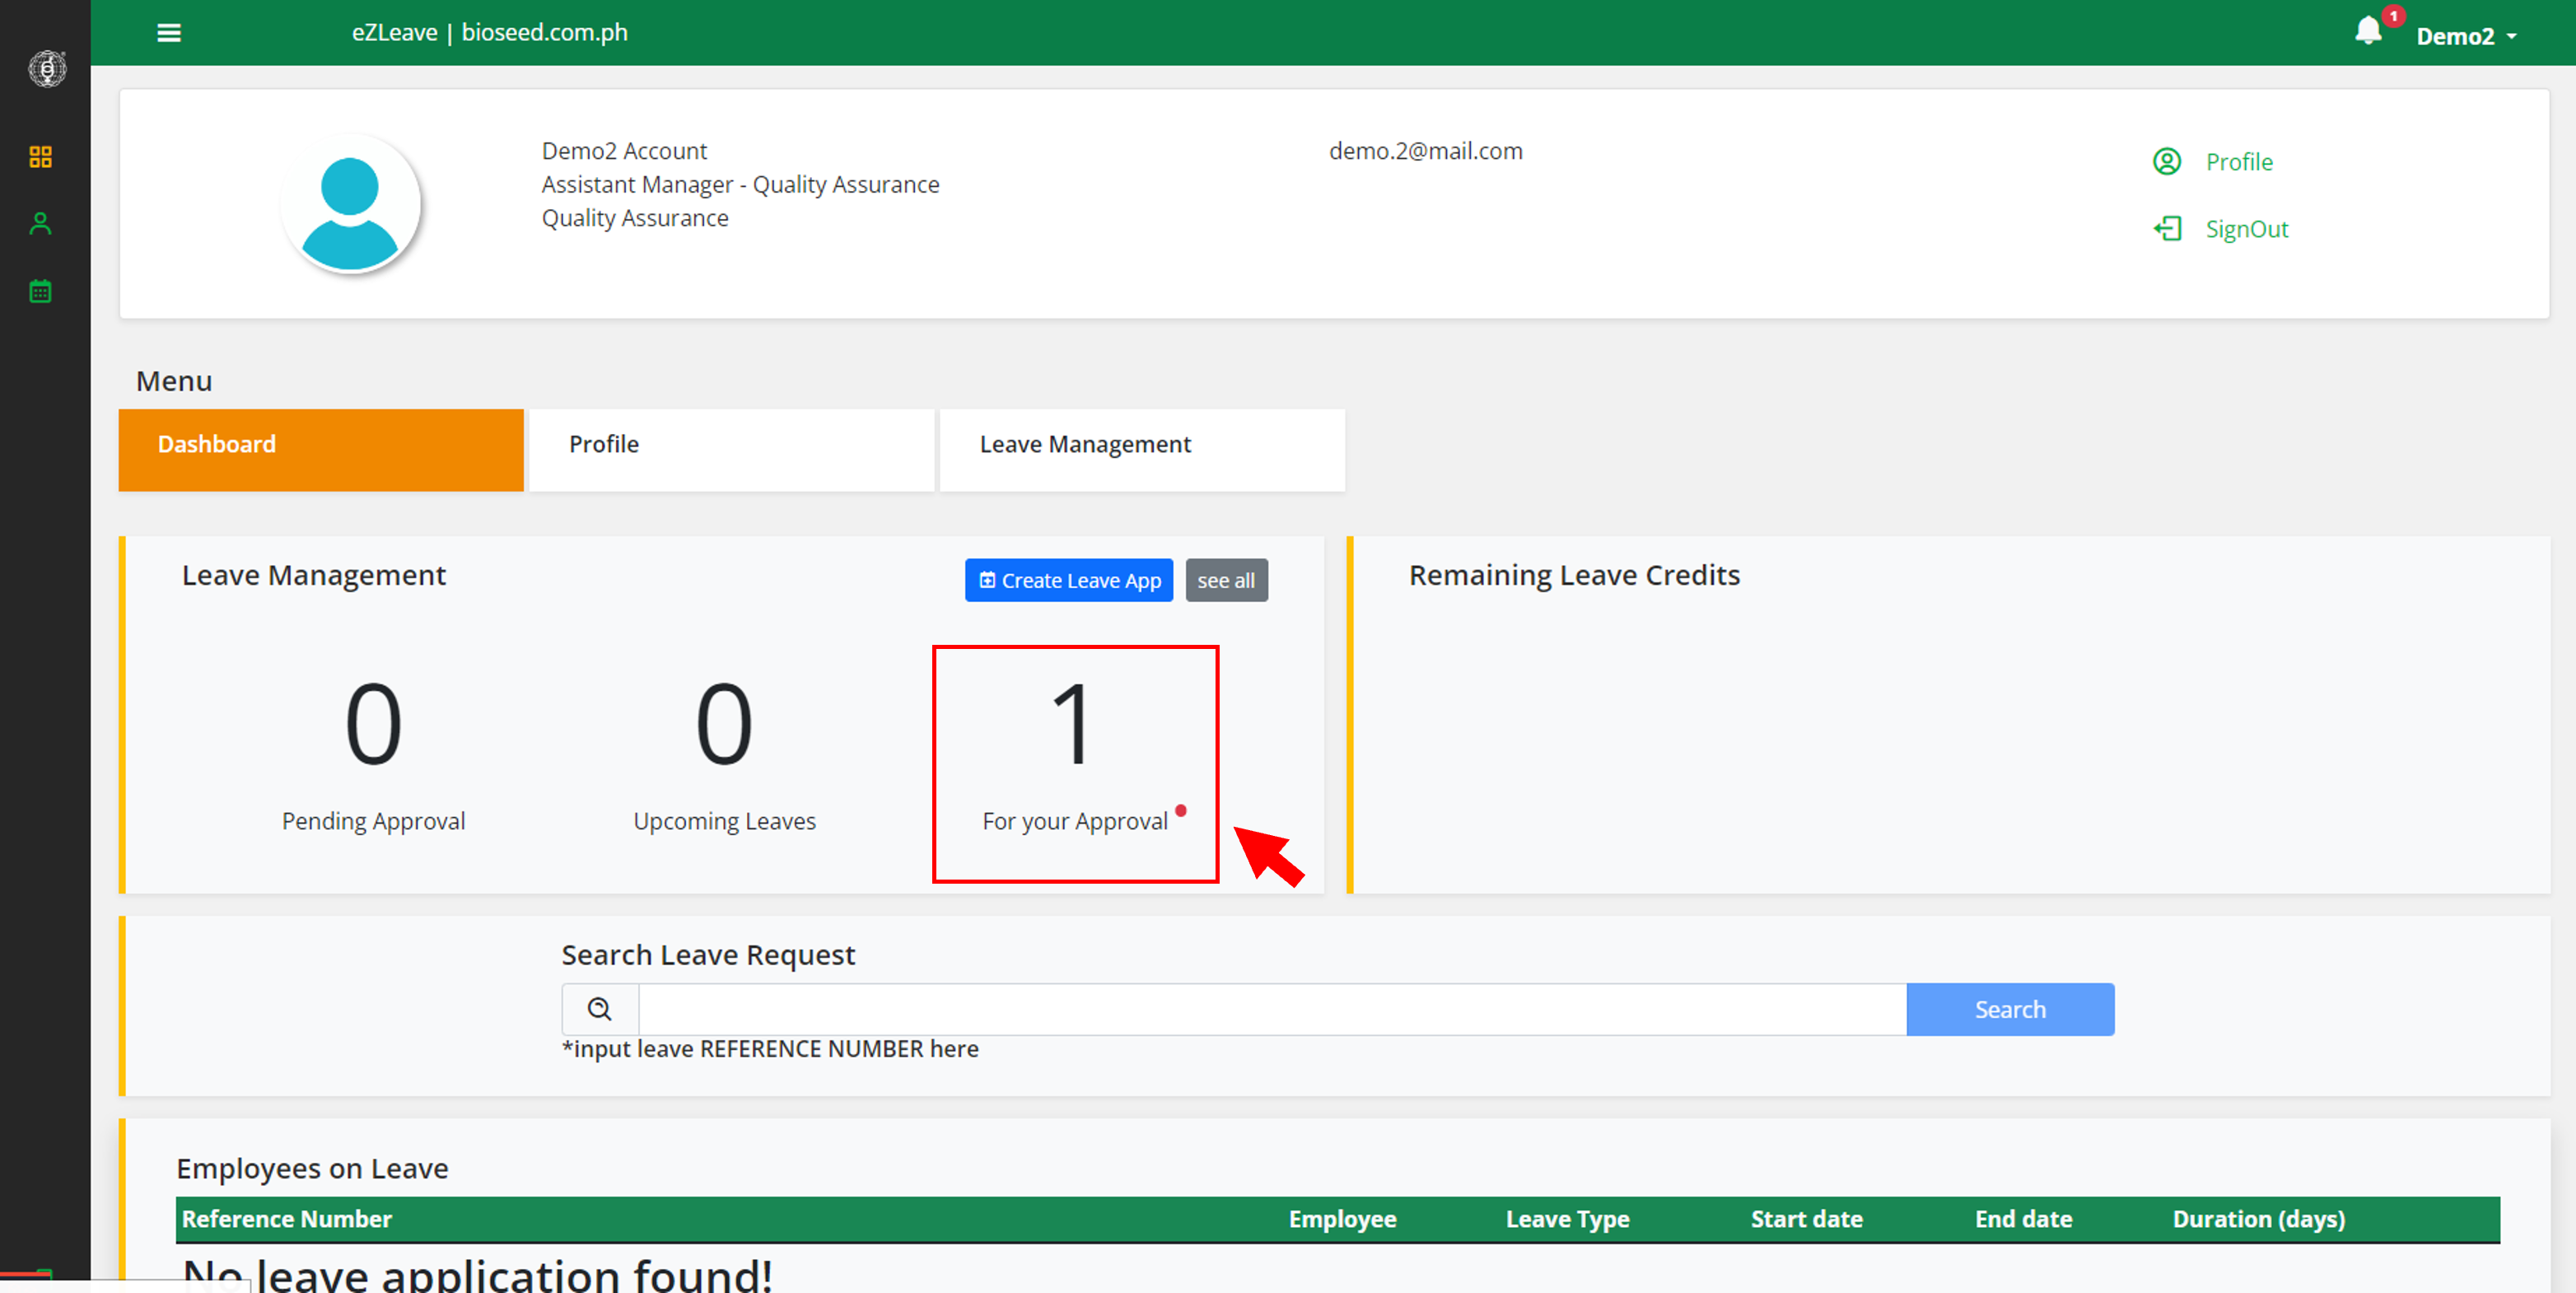 eZLeave | bioseed.com.ph
1
Demo2
Demo2 Account
Assistant Manager - Quality Assurance
Quality Assurance
demo.2@mail.com
Profile
SignOut
Menu
Dashboard
Profile
Leave Management
Leave Management
Create Leave App
see all
0
Pending Approval
0
Upcoming Leaves
1
For your Approval
Remaining Leave Credits
Search Leave Request
Search
*input leave REFERENCE NUMBER here
Employees on Leave
Reference Number Employee Leave Type Start date End date Duration (days)
No leave application found!